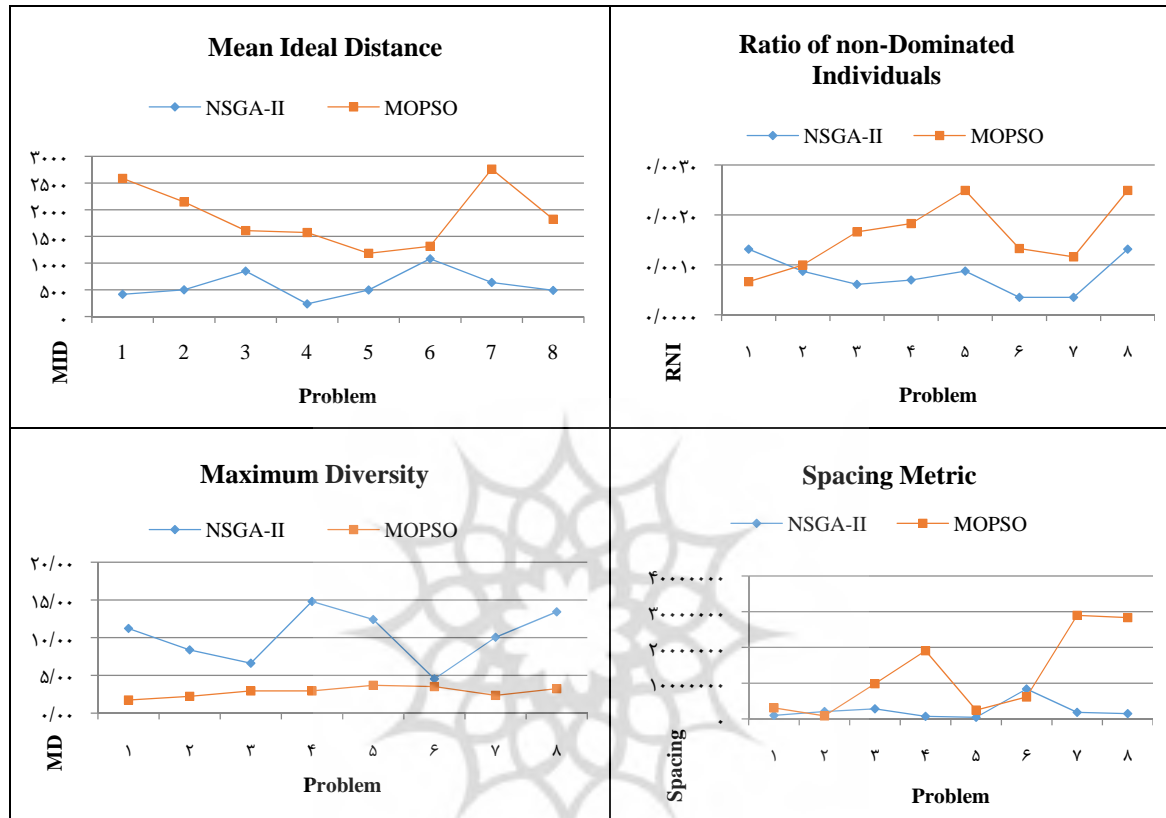 Mean Ideal Distance
NSGA-II MOPSO
۳۰۰۰
۲۵۰۰
۲۰۰۰
۱۵۰۰
۱۰۰۰
۵۰۰
۰
MID
1 2 3 4 5 6 7 8
Problem
Ratio of non-Dominated
Individuals
NSGA-II MOPSO
۰/۰۰۳۰
۰/۰۰۲۰
۰/۰۰۱۰
۰/۰۰۰۰
RNI
۱ ۲ ۳ ۴ ۵ ۶ ۷ ۸
Problem
Maximum Diversity
NSGA-II MOPSO
۲۰/۰۰
۱۵/۰۰
۱۰/۰۰
۵/۰۰
۰/۰۰
MD
۱ ۲ ۳ ۴ ۵ ۶ ۷ ۸
Problem
Spacing Metric
NSGA-II MOPSO
۴۰۰۰۰۰۰۰
۳۰۰۰۰۰۰۰
۲۰۰۰۰۰۰۰
۱۰۰۰۰۰۰۰
۰
Spacing
۱ ۲ ۳ ۴ ۵ ۶ ۷ ۸
Problem